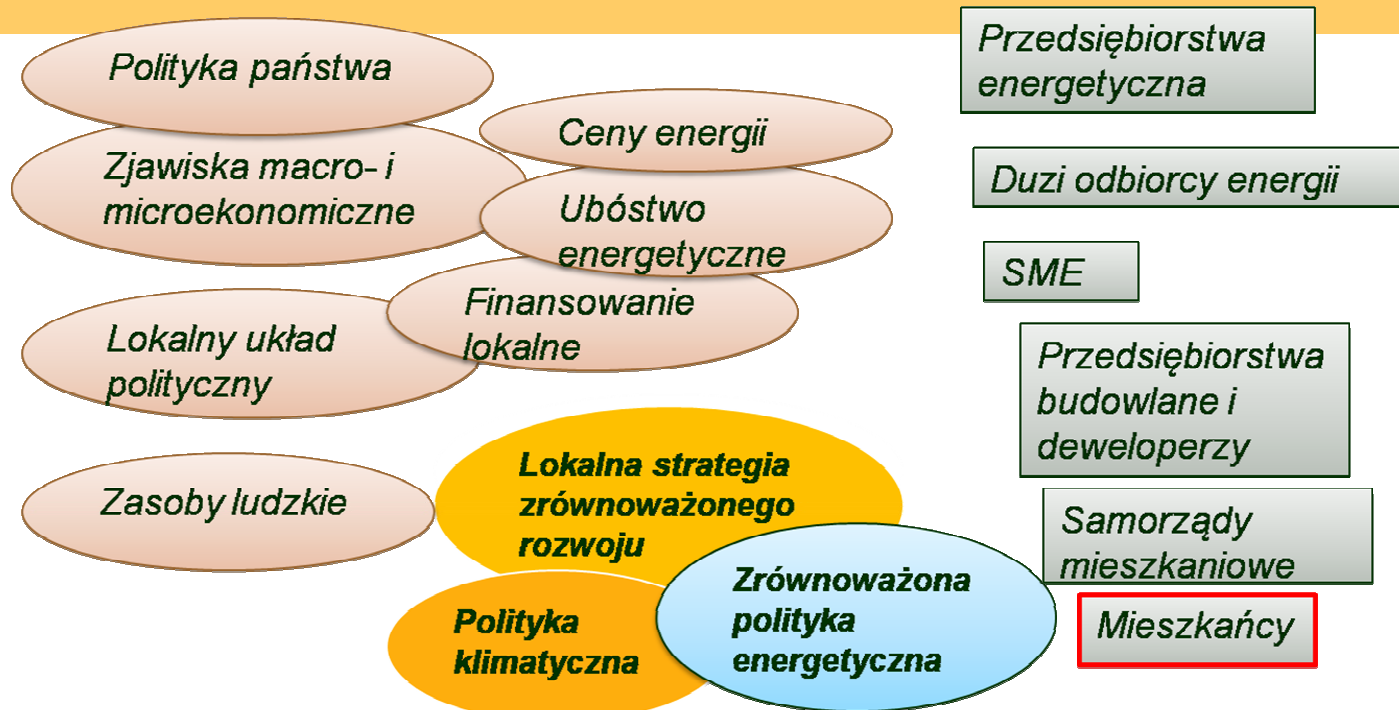 Polityka państwa
Zjawiska macro- i
microekonomiczne
Ceny energii
Ubóstwo
energetyczne
Finansowanie
lokalne
Lokalny układ
polityczny
Zasoby ludzkie
Lokalna strategia
zrównoważonego
rozwoju
Polityka
klimatyczna
Zrównoważona
polityka
energetyczna
Przedsiębiorstwa
energetyczna
Duzi odbiorcy energii
SME
Przedsiębiorstwa
budowlane i
deweloperzy
Samorządy
mieszkaniowe
Mieszkańcy